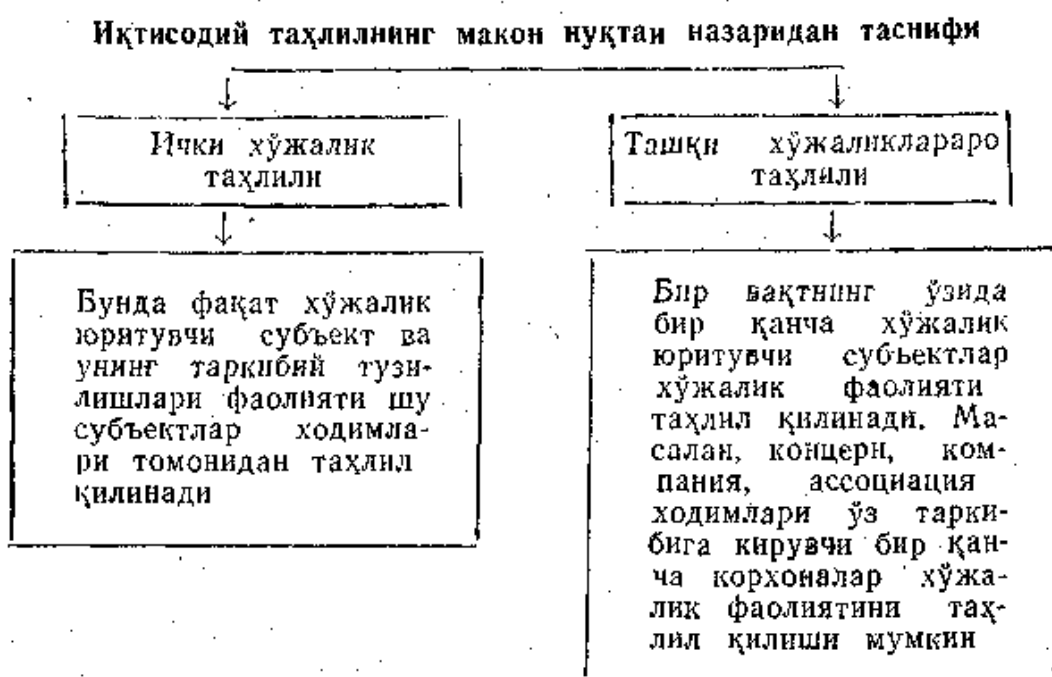 Иқтисодий таҳлилнинг макон нуқтаи назаридан таснифи
Ички хўжалик
таҳлили
Ташқи хўжаликлараро
таҳлили
Бунда фақат хўжалик
юритувчи субъект ва
унинг таркибий тузи-
лишлари фаолияти шу
субъектлар ходимла-
ри томонидан таҳлил
қилинади
Бир вақтнинг ўзида
бир қанча хўжалик
юритувчи субъектлар
хўжалик фаолияти
таҳлил қилинади. Ма-
салан, концерн, ком-
пания, ассоциация
ходимлари ўз таркн-
бига кирувчи бир қан-
ча корхоналар хўжа-
лик фаолиятини таҳ-
лил қилиши мумкин